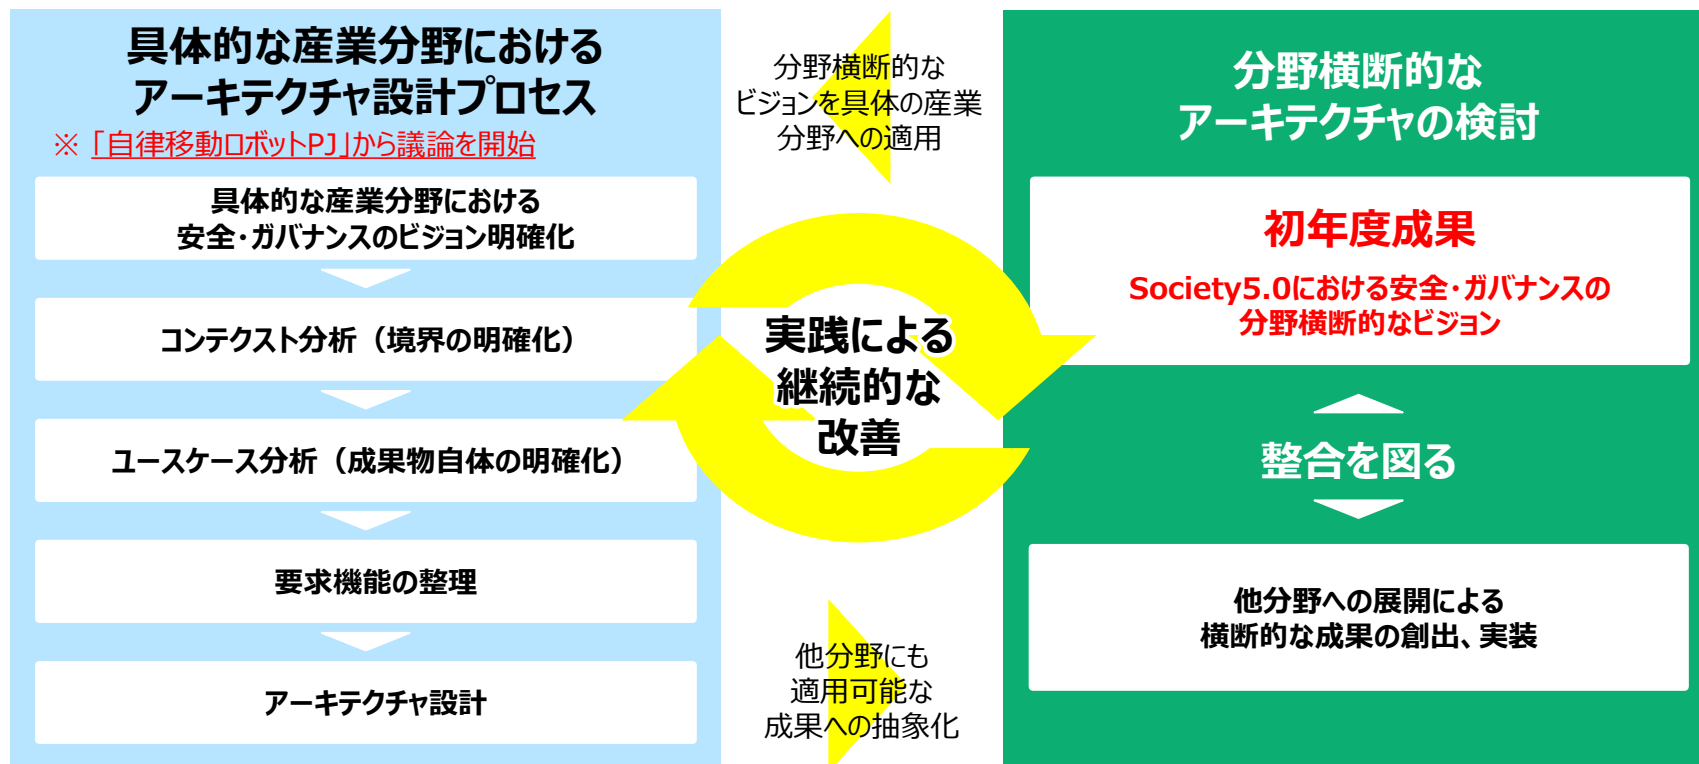 具体的な産業分野における
アーキテクチャ設計プロセス
※ 「自律移動ロボットPJ」から議論を開始
具体的な産業分野における
安全・ガバナンスのビジョン明確化
コンテクスト分析（境界の明確化）
ユースケース分析（成果物自体の明確化）
要求機能の整理
アーキテクチャ設計
分野横断的な
ビジョンを具体の産業
分野への適用
実践による
継続的な
改善
他分野にも
適用可能な
成果への抽象化
分野横断的な
アーキテクチャの検討
初年度成果
Society5.0における安全・ガバナンスの
分野横断的なビジョン
整合を図る
他分野への展開による
横断的な成果の創出、実装